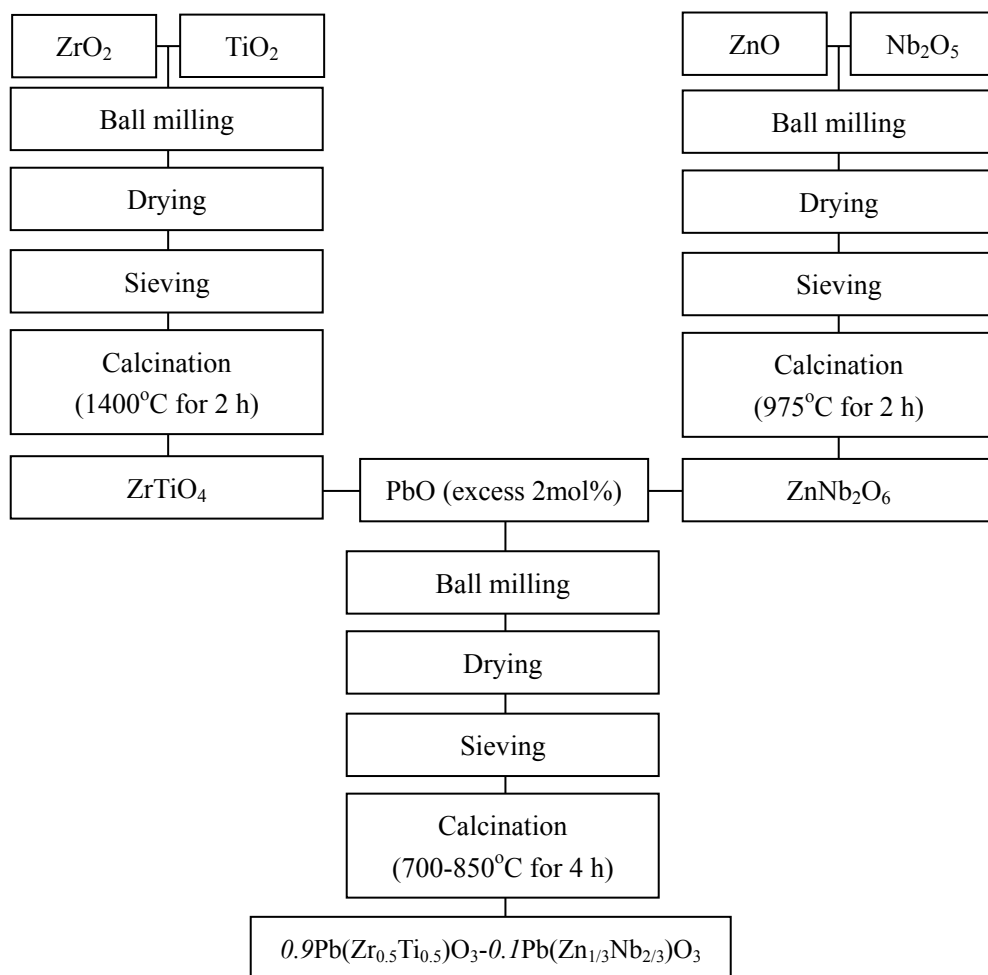 ZrO₂
TiO₂
Ball milling
Drying
Sieving
Calcination
(1400°C for 2 h)
ZrTiO₄
ZnO
Nb₂O₅
Ball milling
Drying
Sieving
Calcination
(975°C for 2 h)
ZnNb₂O₆
PbO (excess 2mol%)
Ball milling
Drying
Sieving
Calcination
(700-850°C for 4 h)
0.9Pb(Zr₀.₅Ti₀.₅)O₃-0.1Pb(Zn₁/₃Nb₂/₃)O₃